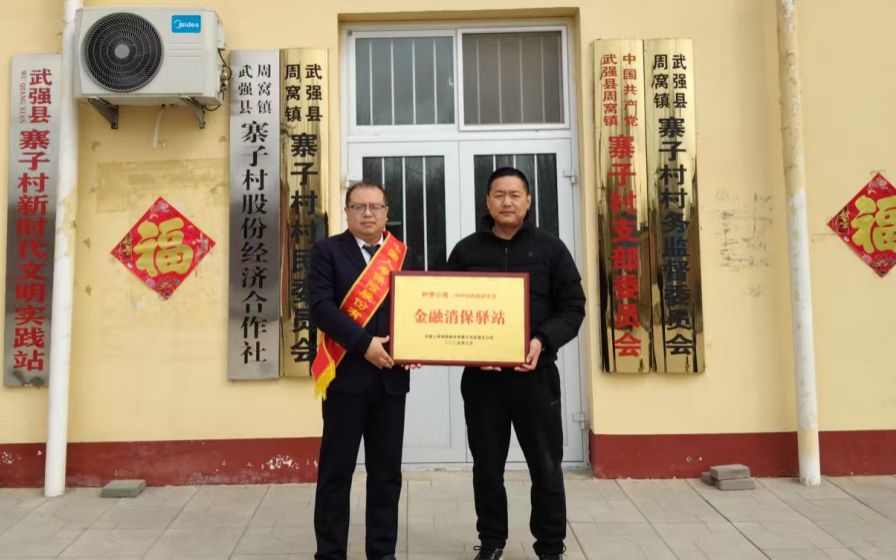 Midea
武强县
WU QIANG XIAN
寨子村新时代文明实践站
武强县
周窝镇
寨子村股份经济合作社
武强县
周窝镇
寨子村村民委员会
中国共产党
武强县周窝镇
寨子村支部委员会
武强县
周窝镇
寨子村村务监督委员会
福
福
金融消保驿站